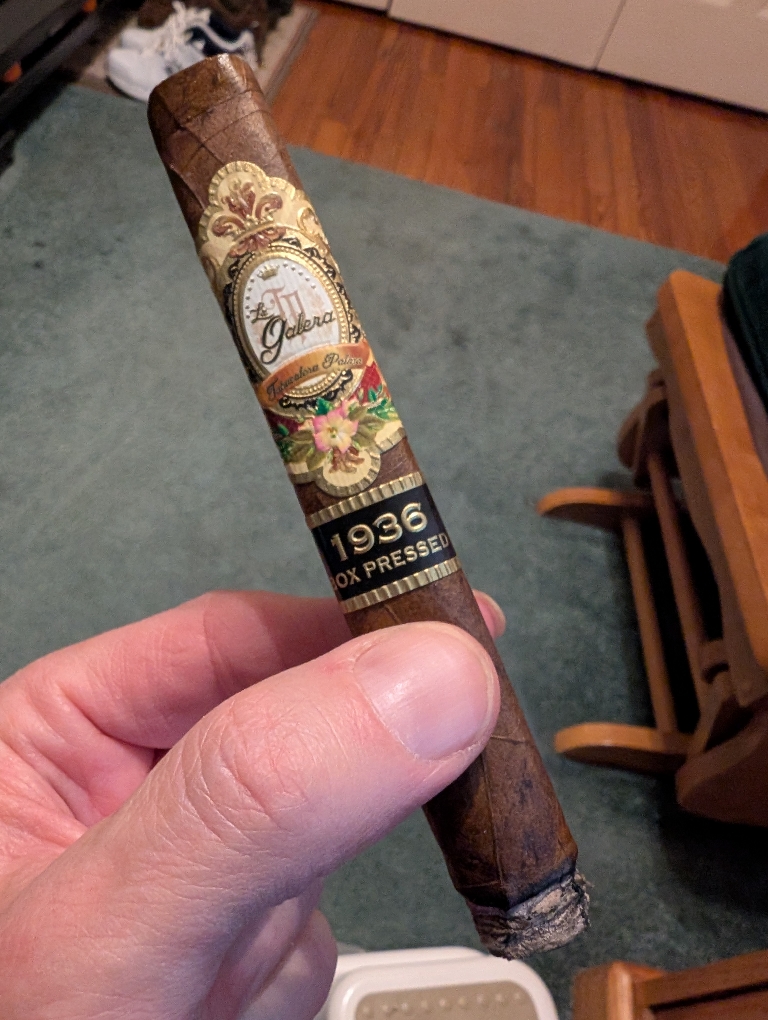 La
Galera
Tabacalera Palma
1936
BOX PRESSED